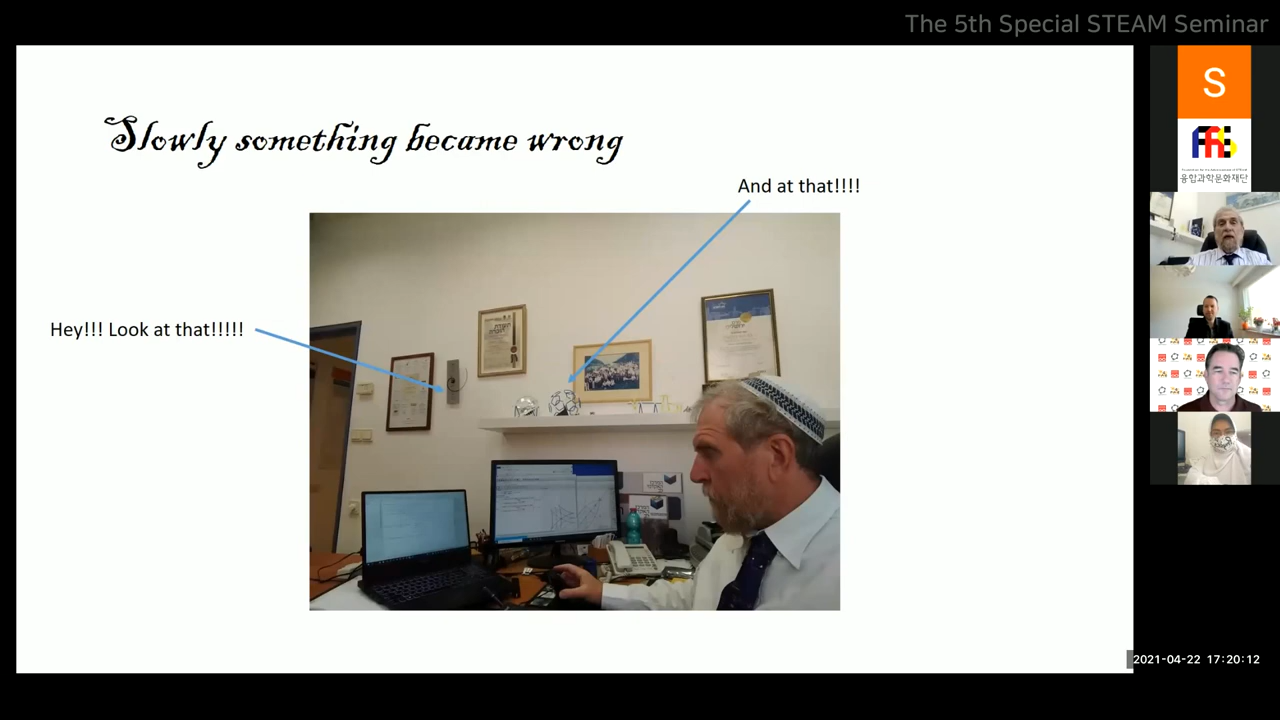 The 5th Special STEAM Seminar
S
Slowly something became wrong
And at that!!!!
Hey!!! Look at that!!!!!
융합과학문화재단
2021-04-22 17:20:12